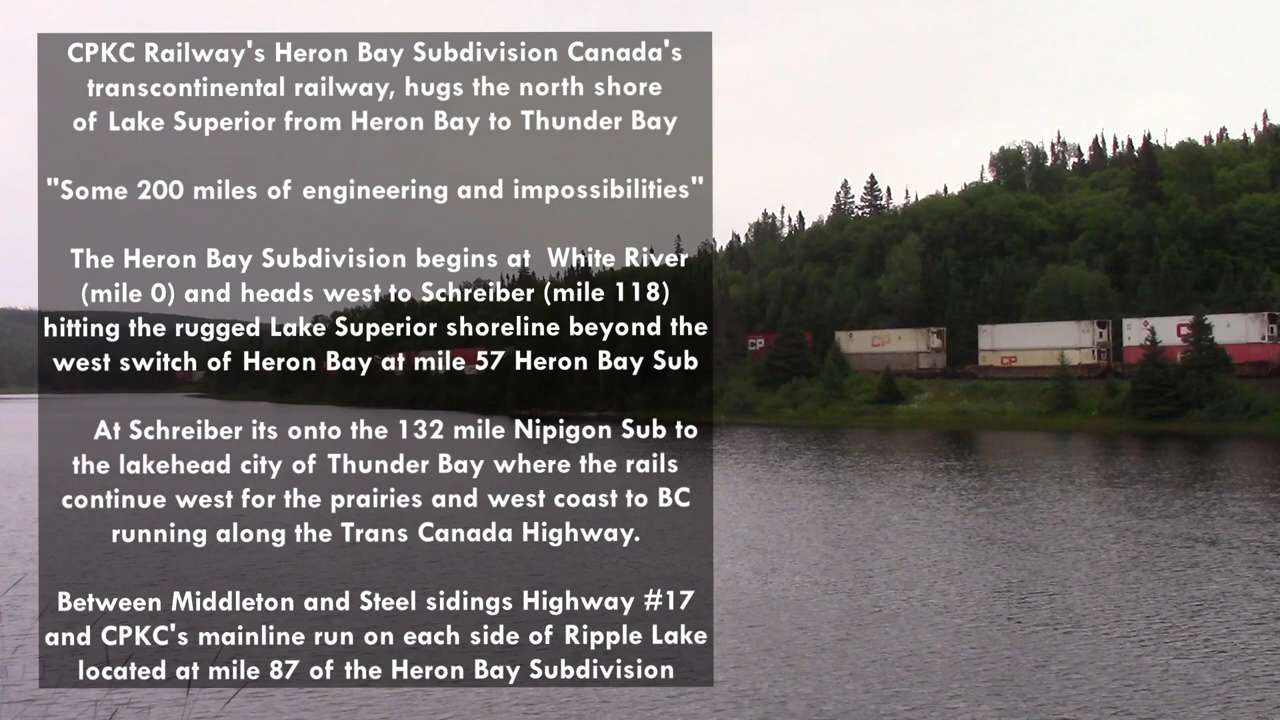 CPKC Railway's Heron Bay Subdivision Canada's
transcontinental railway, hugs the north shore
of Lake Superior from Heron Bay to Thunder Bay
"Some 200 miles of engineering and impossibilities"
The Heron Bay Subdivision begins at White River
(mile 0) and heads west to Schreiber (mile 118)
hitting the rugged Lake Superior shoreline beyond the
west switch of Heron Bay at mile 57 Heron Bay Sub
At Schreiber its onto the 132 mile Nipigon Sub to
the lakehead city of Thunder Bay where the rails
continue west for the prairies and west coast to BC
running along the Trans Canada Highway.
Between Middleton and Steel sidings Highway #17
and CPKC's mainline run on each side of Ripple Lake
located at mile 87 of the Heron Bay Subdivision
CP
CP
CP